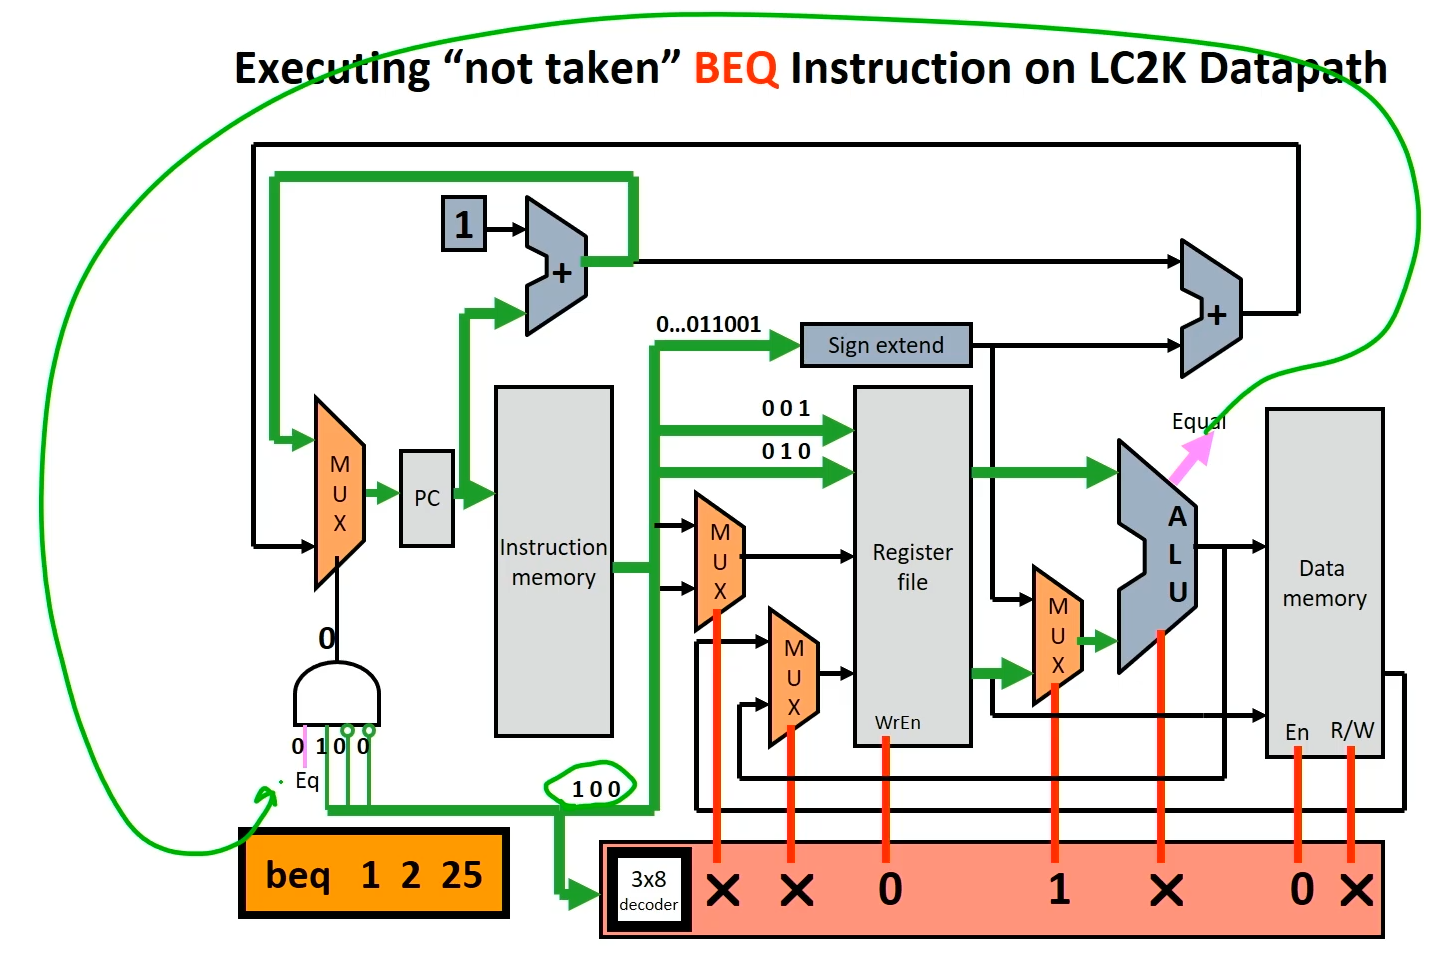 Executing “not taken” BEQ Instruction on LC2K Datapath
1
+
+
0...011001
Sign extend
0 0 1
0 1 0
Equal
M
U
X
PC
Instruction
memory
M
U
X
Register
file
WrEn
M
U
X
M
U
X
A
L
U
Data
memory
En
R/W
0
0 1 0 0
Eq
1 0 0
beq 1 2 25
3x8
decoder
X X 0 1 X 0 X